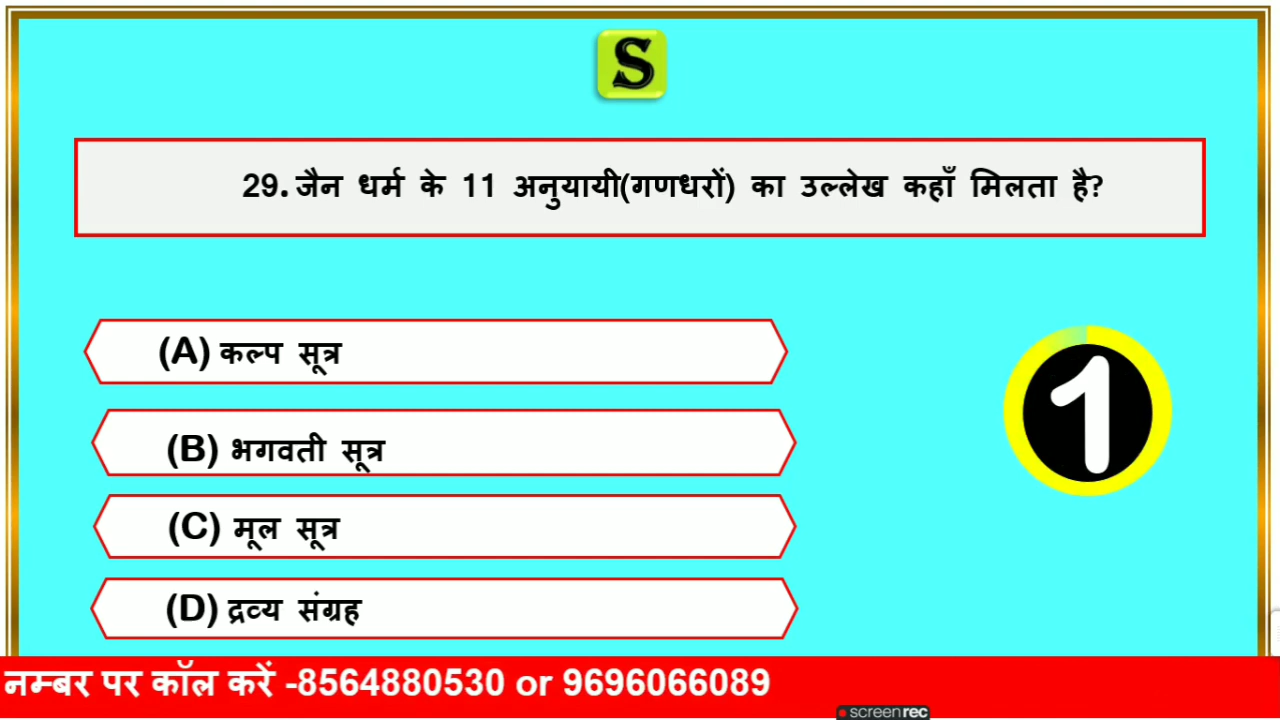 S
29. जैन धर्म के 11 अनुयायी(गणधरों) का उल्लेख कहाँ मिलता है?
(A) कल्प सूत्र
(B) भगवती सूत्र
1
(C) मूल सूत्र
(D) द्रव्य संग्रह
नम्बर पर कॉल करें -8564880530 or 9696066089
screenrec